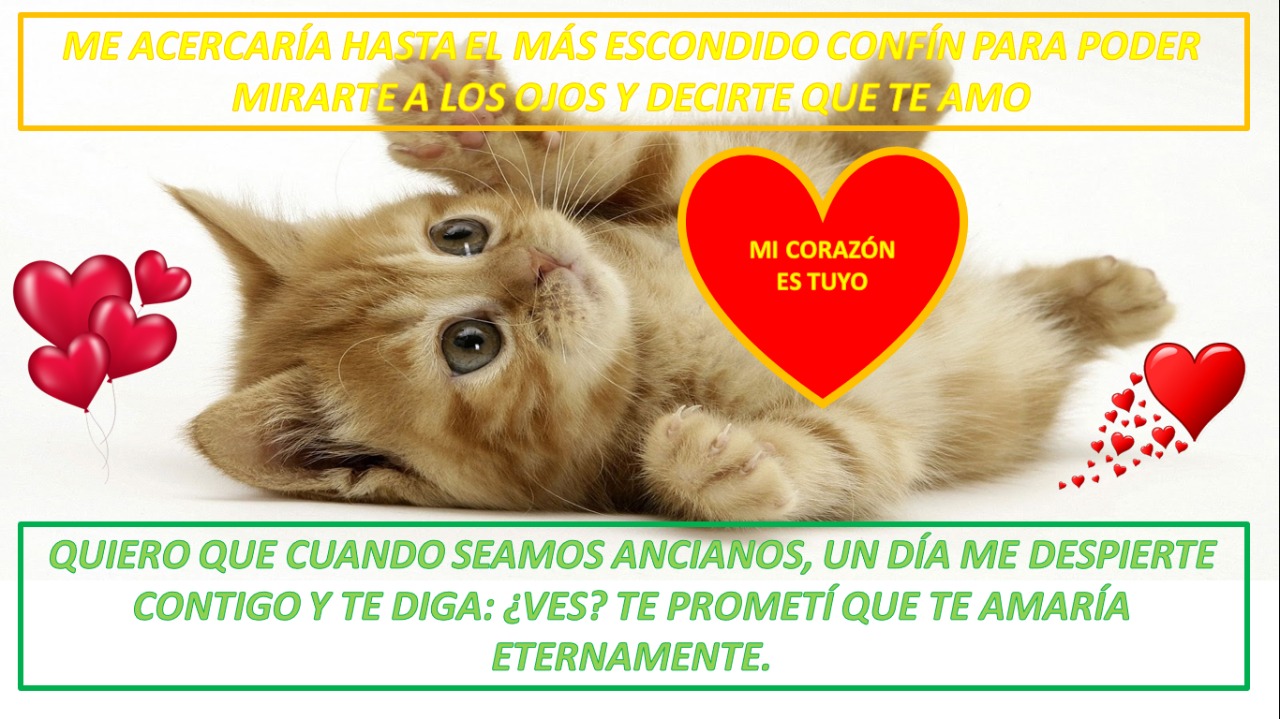 ME ACERCARÍA HASTA EL MÁS ESCONDIDO CONFÍN PARA PODER
MIRARTE A LOS OJOS Y DECIRTE QUE TE AMO
MI CORAZÓN
ES TUYO
QUIERO QUE CUANDO SEAMOS ANCIANOS, UN DÍA ME DESPIERTE
CONTIGO Y TE DIGA: ¿VES? TE PROMETÍ QUE TE AMARÍA
ETERNAMENTE.